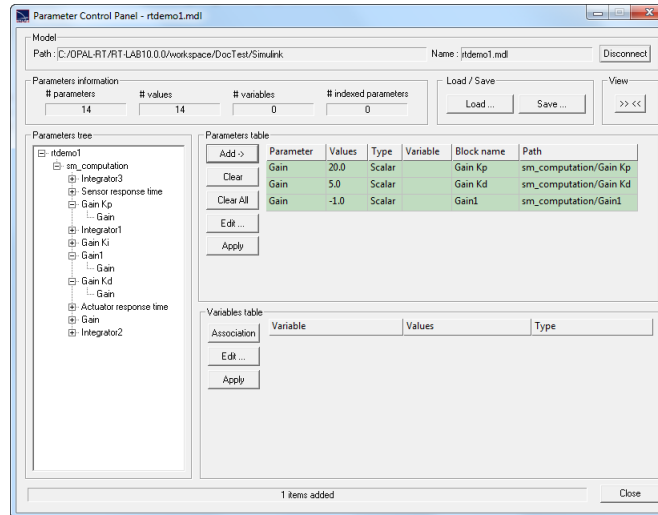 Parameter Control Panel - rtdemo1.mdl
Model
Path : C:/OPAL-RT/RT-LAB10.0.0/workspace/DocTest/Simulink Name : rtdemo1.mdl Disconnect
Parameters information Load / Save View
# parameters # values # variables # indexed parameters
14 14 0 0 Load ... Save ... >> <<
Parameters tree
rtdemo1
sm_computation
Integrator3
Sensor response time
Gain Kp
Gain
Integrator1
Gain Ki
Gain1
Gain
Gain Kd
Gain
Actuator response time
Gain
Integrator2
Parameters table
Add ->
Clear
Clear All
Edit ...
Apply
Parameter Values Type Variable Block name Path
Gain 20.0 Scalar Gain Kp sm_computation/Gain Kp
Gain 5.0 Scalar Gain Kd sm_computation/Gain Kd
Gain -1.0 Scalar Gain1 sm_computation/Gain1
Variables table
Association
Edit ...
Apply
Variable Values Type
1 items added Close